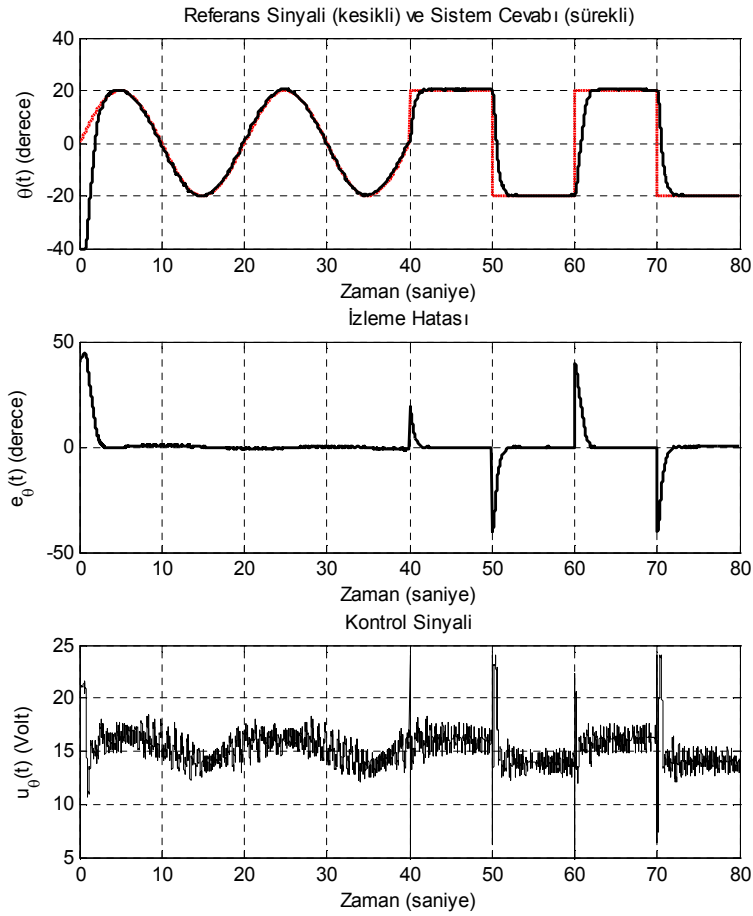 Referans Sinyali (kesikli) ve Sistem Cevabı (sürekli)
40
20
0
-20
-40
θ(t) (derece)
0 10 20 30 40 50 60 70 80
Zaman (saniye)
İzleme Hatası
50
0
-50
eθ(t) (derece)
0 10 20 30 40 50 60 70 80
Zaman (saniye)
Kontrol Sinyali
25
20
15
10
5
uθ(t) (Volt)
0 10 20 30 40 50 60 70 80
Zaman (saniye)